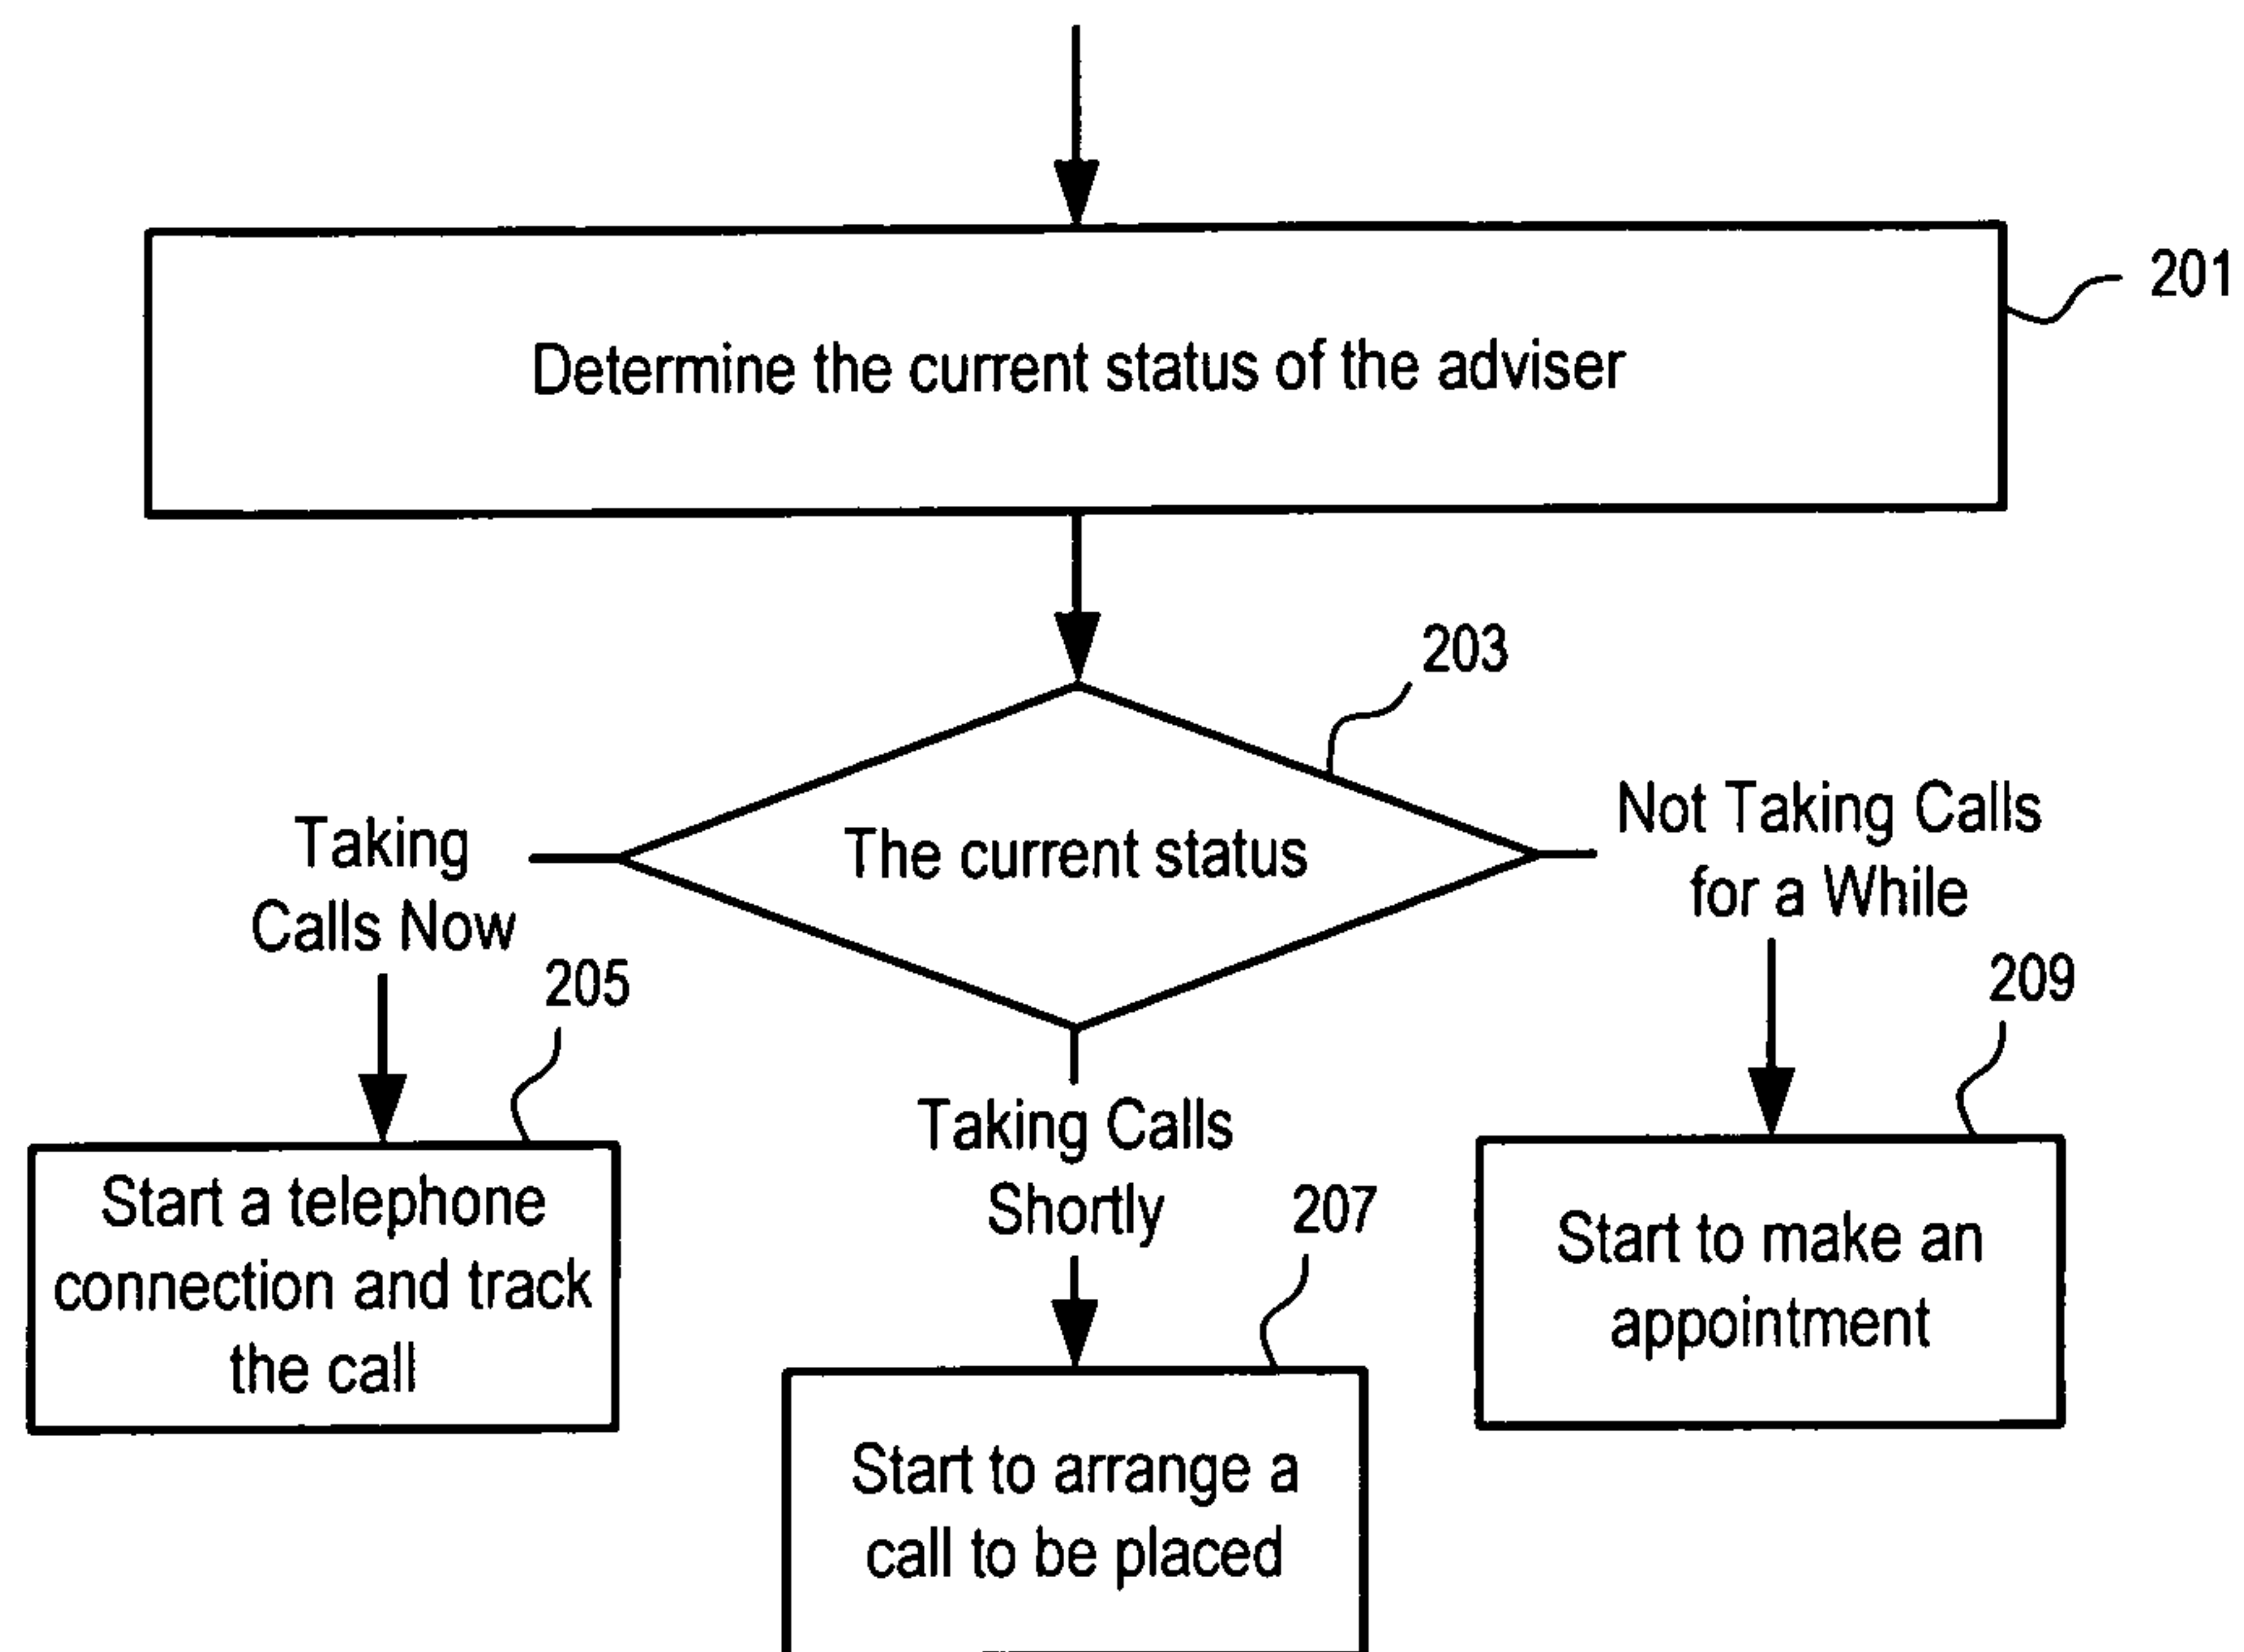 201
Determine the current status of the adviser
203
The current status
Taking
Calls Now
Not Taking Calls
for a While
205
209
Taking Calls
Shortly
207
Start a telephone
connection and track
the call
Start to make an
appointment
Start to arrange a
call to be placed